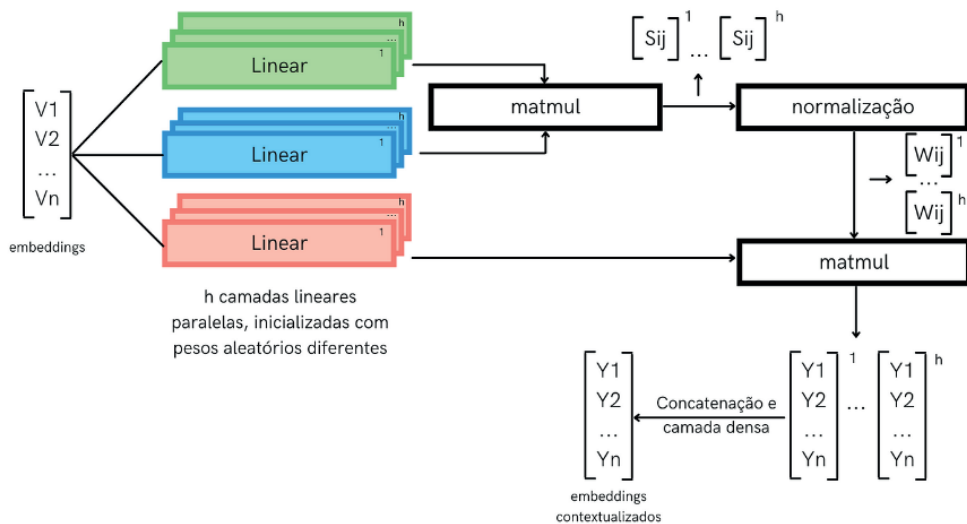 V1
V2
...
Vn
embeddings
h
...
Linear 1
h
...
Linear 1
h
...
Linear 1
h camadas lineares
paralelas, inicializadas com
pesos aleatórios diferentes
matmul
[Sij] 1 ... [Sij] h
normalização
[Wij] 1
...
[Wij] h
matmul
Y1
Y2
...
Yn
1
...
Y1
Y2
...
Yn
h
Concatenação e
camada densa
Y1
Y2
...
Yn
embeddings
contextualizados